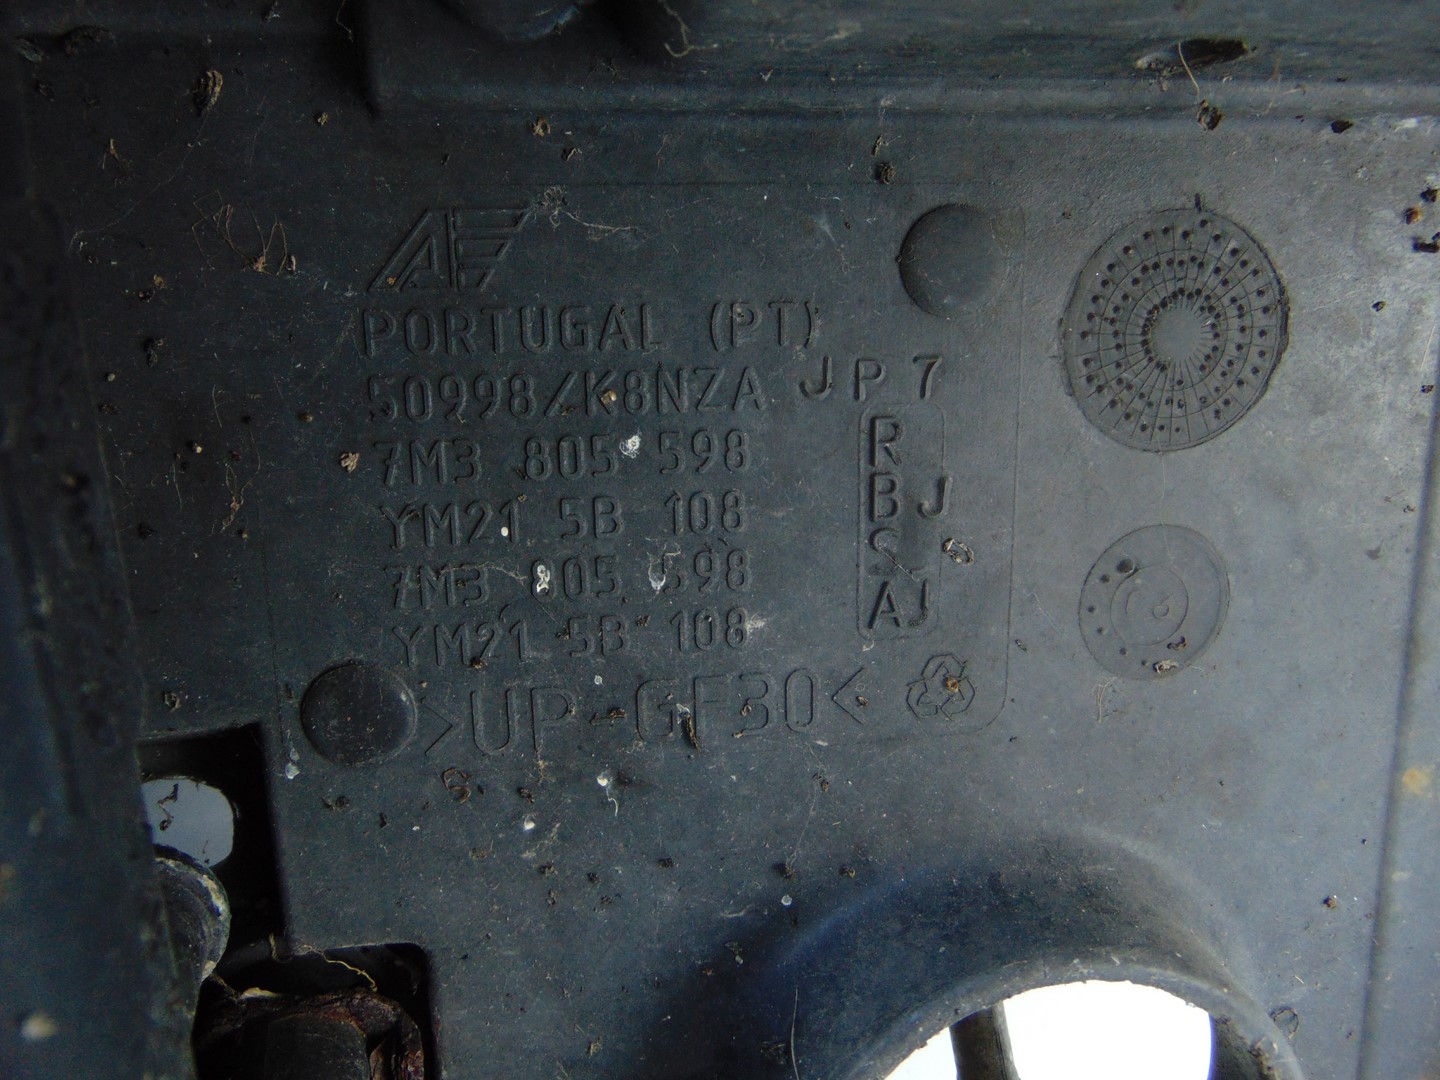 AF
PORTUGAL (PT)
50998/K8NZA JP7
7M3 805 598 R
YM21 5B 108 BJ
7M3 805 598 S
YM21 5B 108 AJ
>UP-GF30<